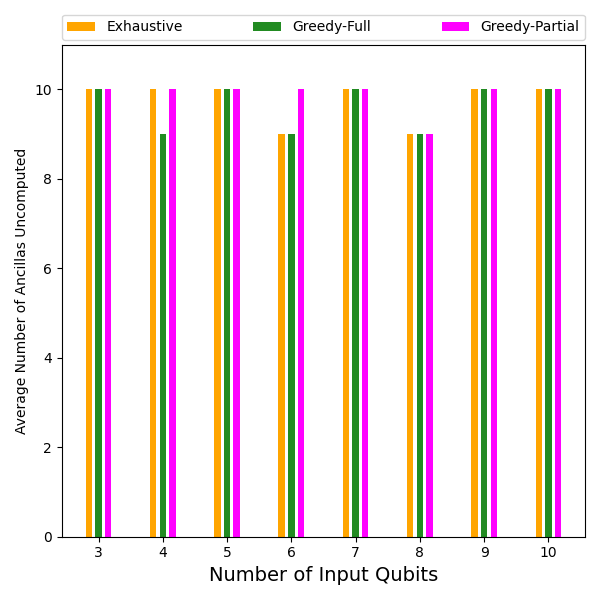 Exhaustive Greedy-Full Greedy-Partial
Average Number of Ancillas Uncomputed
10
8
6
4
2
0
3 4 5 6 7 8 9 10
Number of Input Qubits